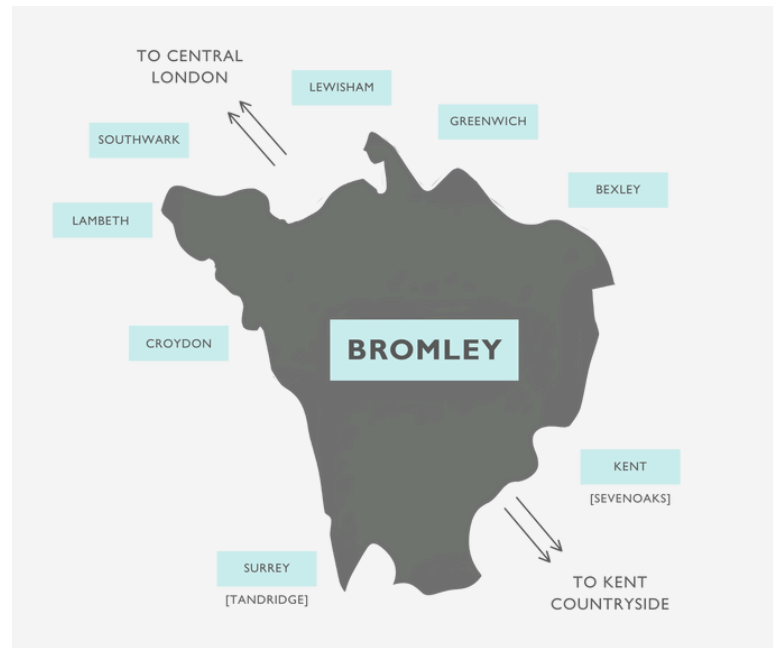 TO CENTRAL
LONDON
LEWISHAM
GREENWICH
SOUTHWARK
BEXLEY
LAMBETH
CROYDON
BROMLEY
KENT
[SEVENOAKS]
SURREY
[TANDRIDGE]
TO KENT
COUNTRYSIDE